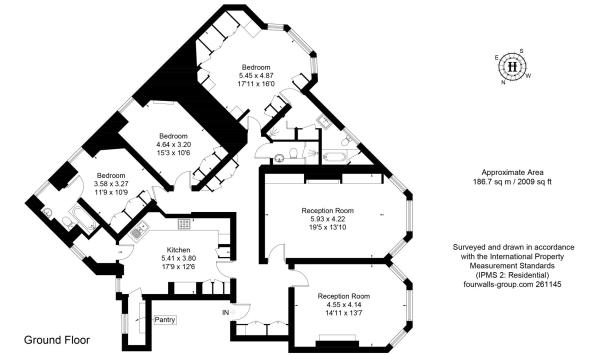 Bedroom
5.45 x 4.87
17'11 x 16'0
S
E
H
W
N
Bedroom
4.64 x 3.20
15'3 x 10'6
Bedroom
3.58 x 3.27
11'9 x 10'9
Approximate Area
186.7 sq m / 2009 sq ft
Reception Room
5.93 x 4.22
19'5 x 13'10
Kitchen
5.41 x 3.80
17'9 x 12'6
Surveyed and drawn in accordance
with the International Property
Measurement Standards
(IPMS 2: Residential)
fourwalls-group.com 261145
Reception Room
4.55 x 4.14
14'11 x 13'7
Pantry
IN
Ground Floor